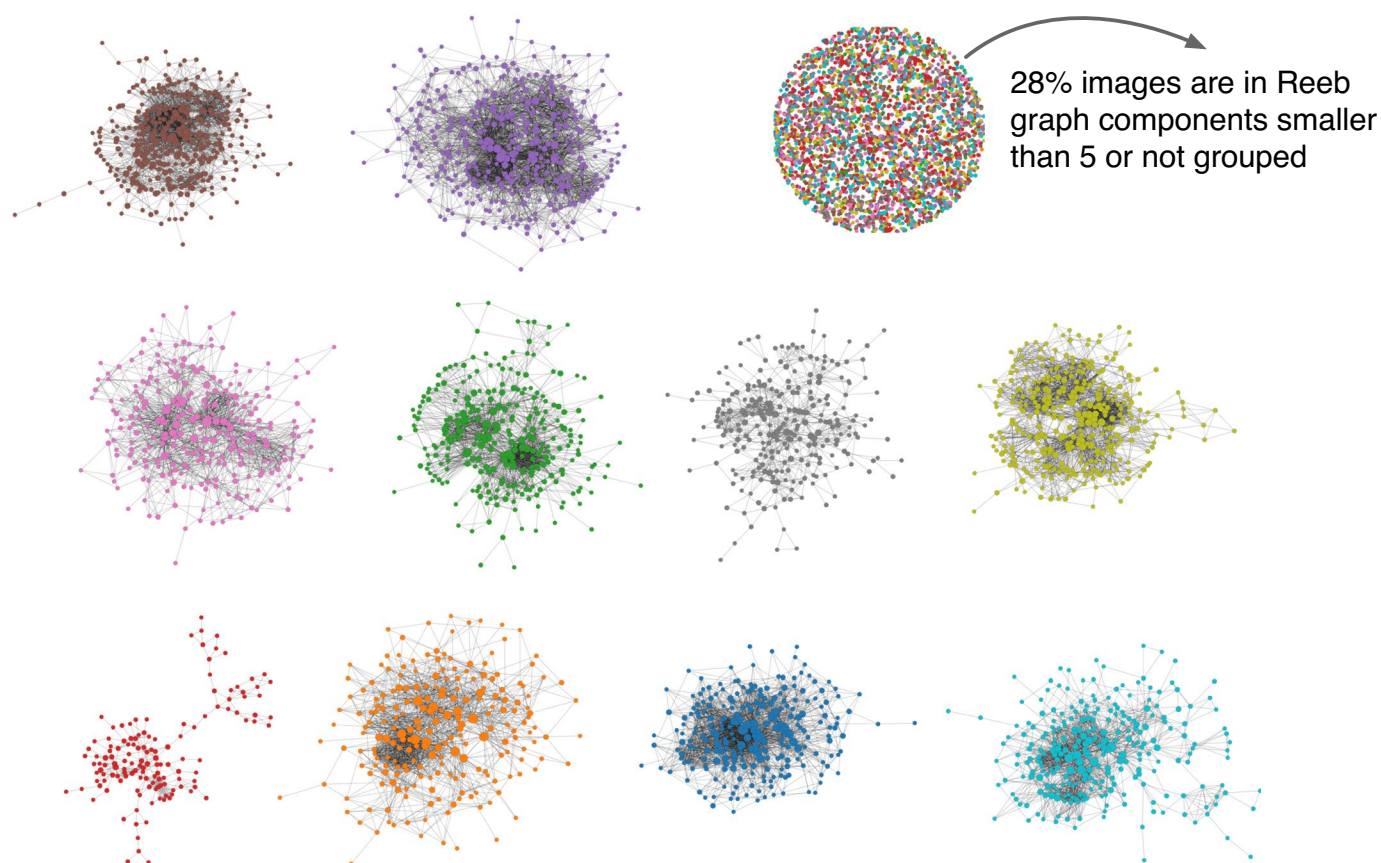 28% images are in Reeb
graph components smaller
than 5 or not grouped